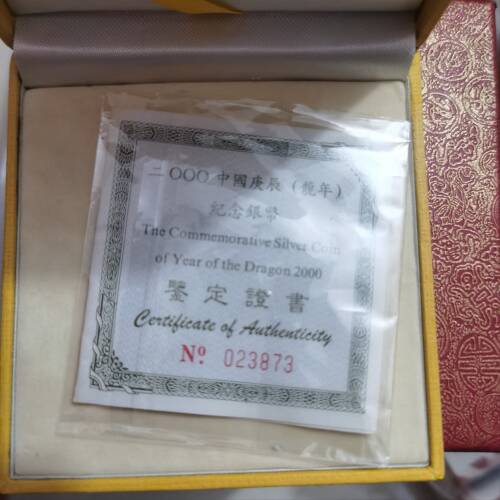 二OOO中國庚辰（龍年）
紀念銀幣
The Commemorative Silver Coin
of Year of the Dragon 2000
鑒定證書
Certificate of Authenticity
Nº 023873